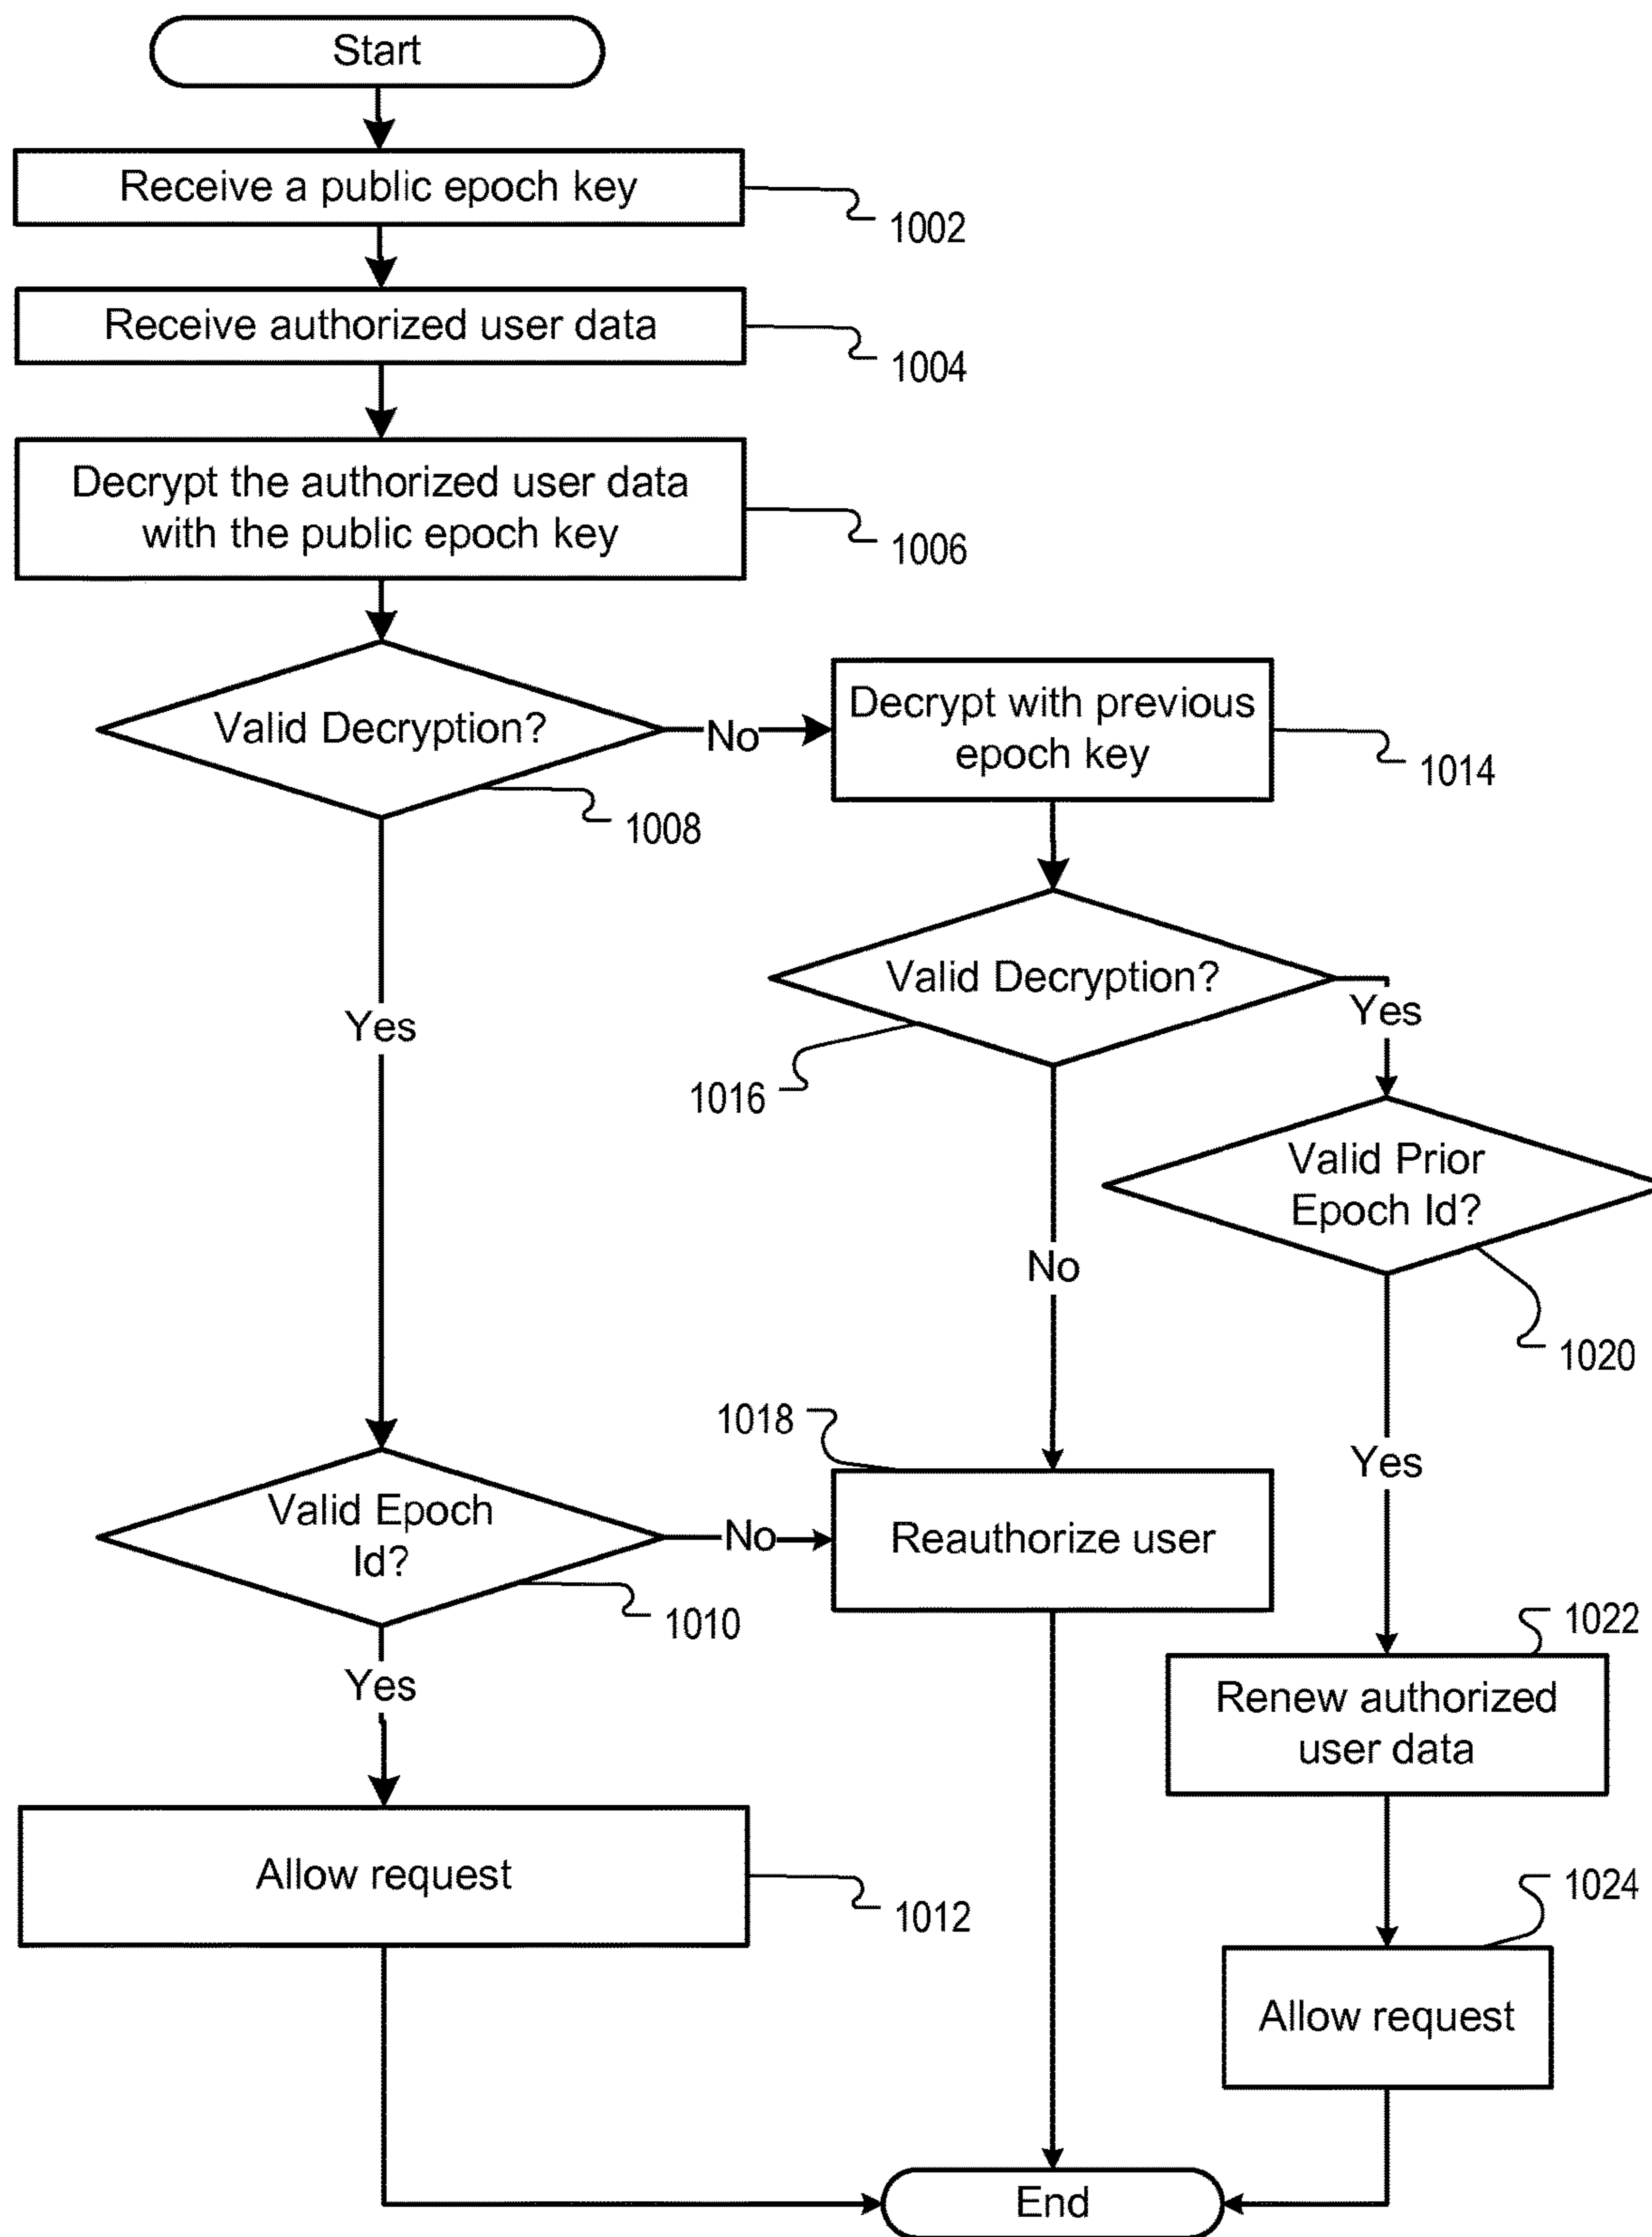 Start
Receive a public epoch key
1002
Receive authorized user data
1004
Decrypt the authorized user data
with the public epoch key
1006
Valid Decryption?
1008
No
Decrypt with previous
epoch key
1014
Yes
Valid Decryption?
1016
Yes
No
Valid Prior
Epoch Id?
1020
Yes
Valid Epoch
Id?
1010
No
1018
Reauthorize user
Yes
1022
Renew authorized
user data
Allow request
1012
1024
Allow request
End